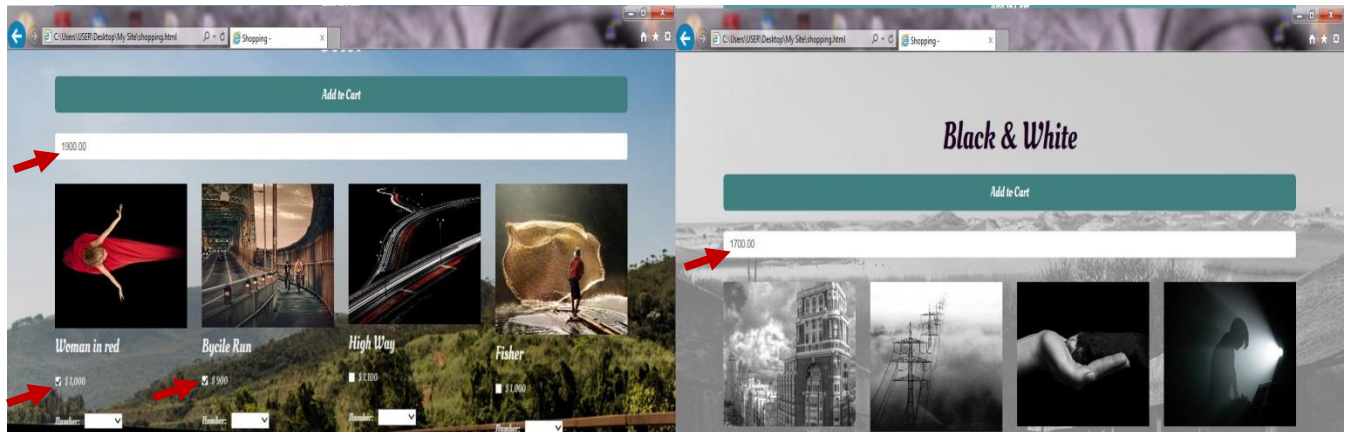 C:\Users\USER\Desktop\My Site\shopping.html
Shopping -
Add to Cart
1900.00
Woman in red
Bycile Run
High Way
Fisher
$ 1,000
$ 900
$ 1,100
$ 1,000
Number:
Number:
Number:
Number:
C:\Users\USER\Desktop\My Site\shopping.html
Shopping -
Black & White
Add to Cart
1700.00